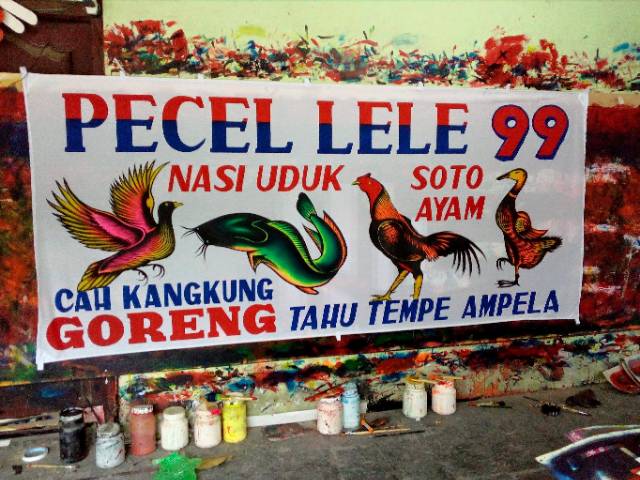 PECEL LELE 99
NASI UDUK
SOTO
AYAM
CAH KANGKUNG
GORENG
TAHU TEMPE AMPELA